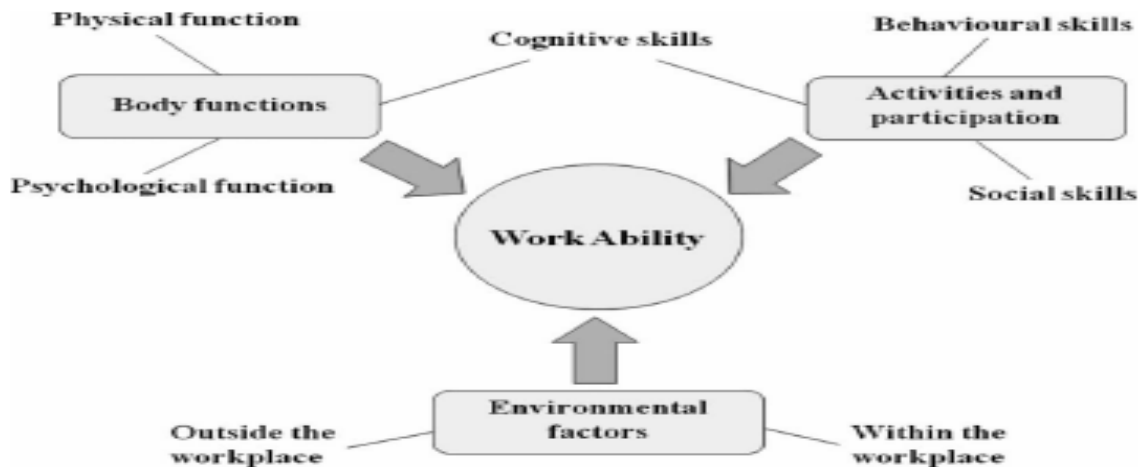 Physical function
Cognitive skills
Behavioural skills
Body functions
Activities and
participation
Psychological function
Social skills
Work Ability
Environmental
factors
Outside the
workplace
Within the
workplace